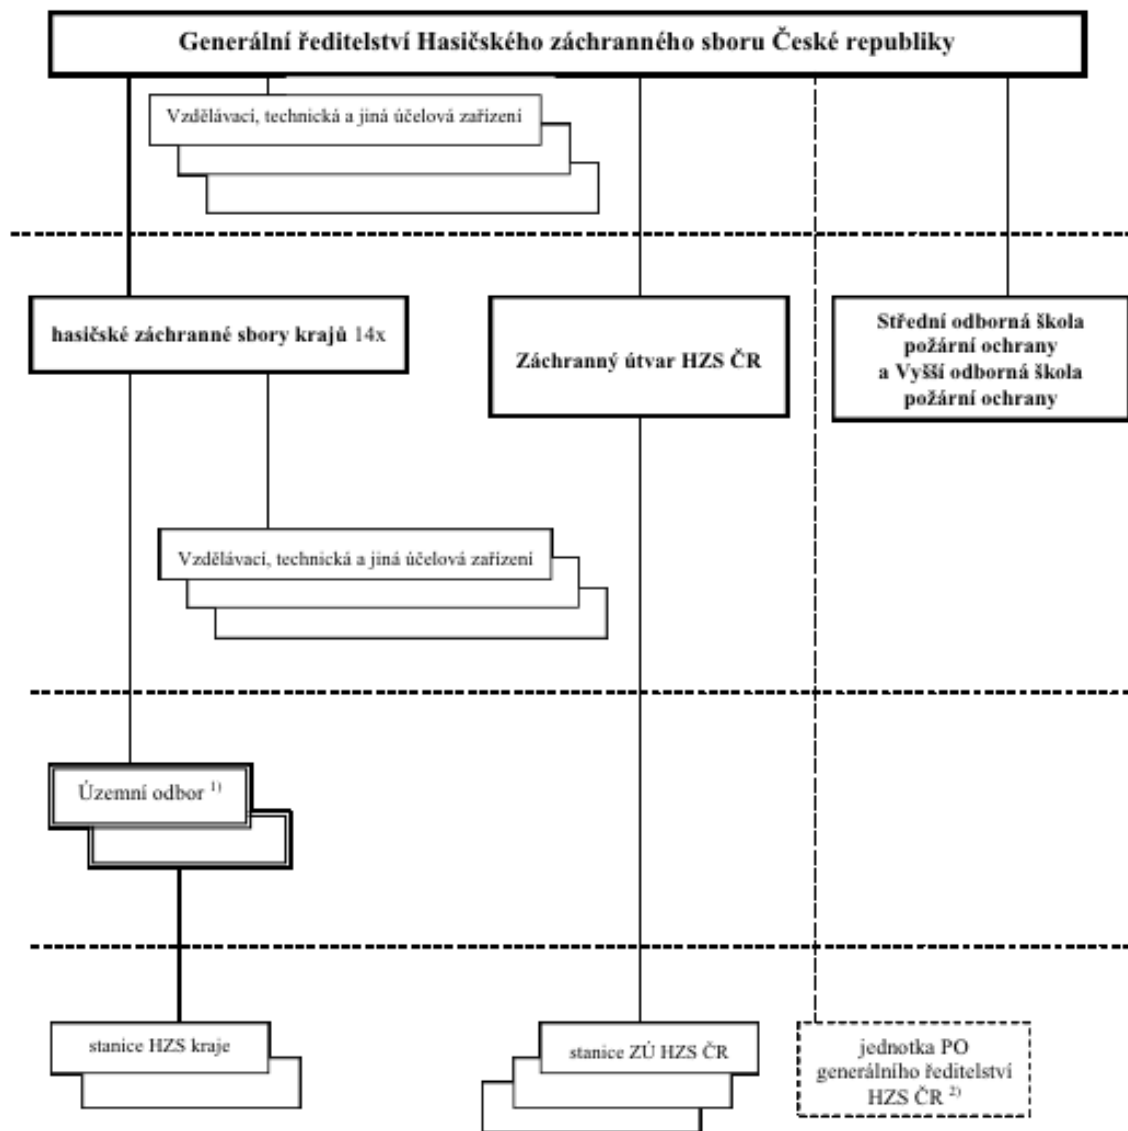 Generální ředitelství Hasičského záchranného sboru České republiky
Vzdělávací, technická a jiná účelová zařízení
hasičské záchranné sbory krajů 14x
Záchranný útvar HZS ČR
Střední odborná škola
požární ochrany
a Vyšší odborná škola
požární ochrany
Vzdělávací, technická a jiná účelová zařízení
Územní odbor 1)
stanice HZS kraje
stanice ZÚ HZS ČR
jednotka PO
generálního ředitelství
HZS ČR 2)